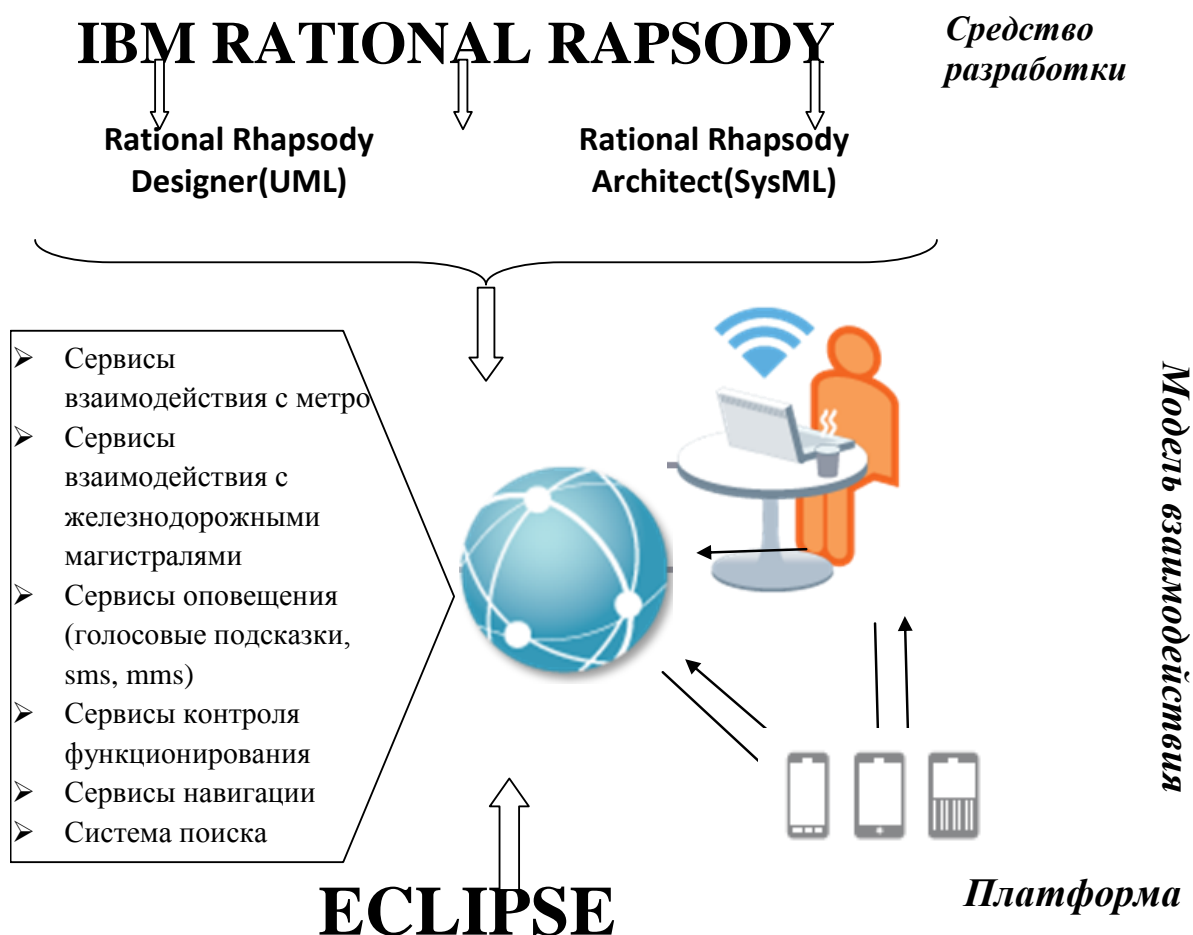 IBM RATIONAL RAPSODY
Средство
разработки
Rational Rhapsody
Designer(UML)
Rational Rhapsody
Architect(SysML)
➢ Сервисы
взаимодействия с метро
➢ Сервисы
взаимодействия с
железнодорожными
магистралями
➢ Сервисы оповещения
(голосовые подсказки,
sms, mms)
➢ Сервисы контроля
функционирования
➢ Сервисы навигации
➢ Система поиска
Модель взаимодействия
ECLIPSE
Платформа